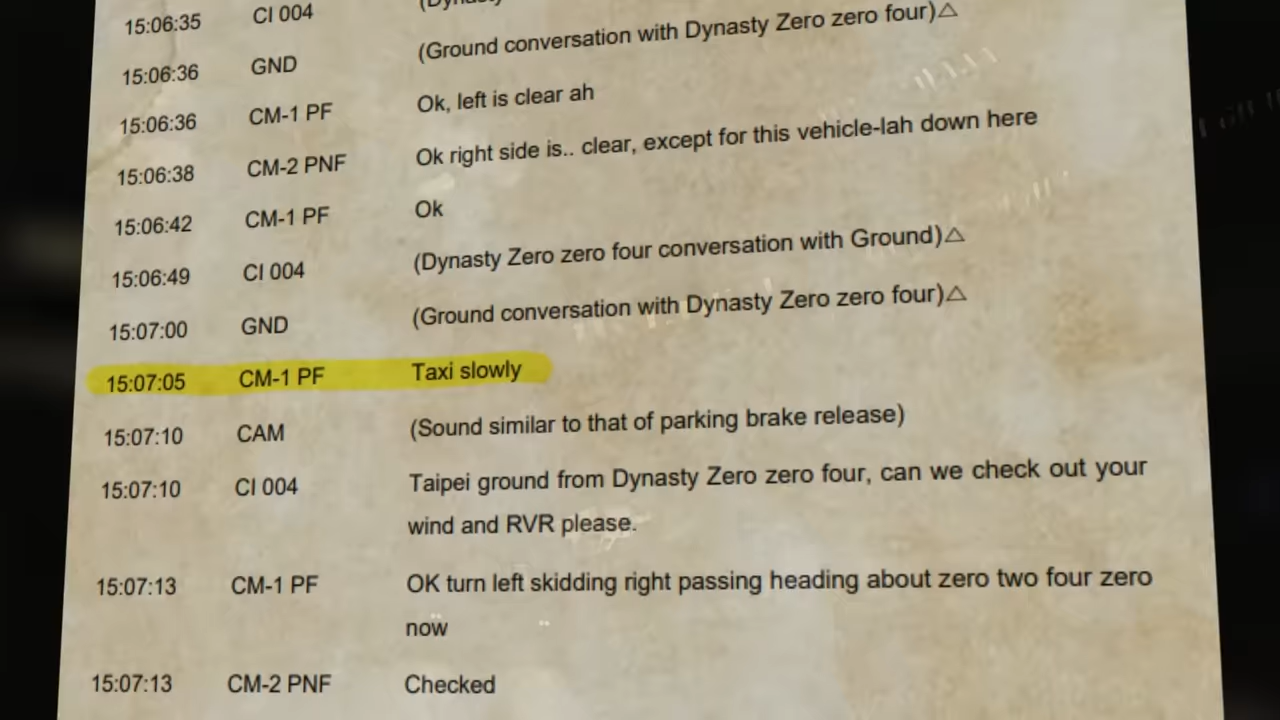 15:06:35 CI 004 (Dynasty
15:06:36 GND (Ground conversation with Dynasty Zero zero four)△
15:06:36 CM-1 PF Ok, left is clear ah
15:06:38 CM-2 PNF Ok right side is.. clear, except for this vehicle-lah down here
15:06:42 CM-1 PF Ok
15:06:49 CI 004 (Dynasty Zero zero four conversation with Ground)△
15:07:00 GND (Ground conversation with Dynasty Zero zero four)△
15:07:05 CM-1 PF Taxi slowly
15:07:10 CAM (Sound similar to that of parking brake release)
15:07:10 CI 004 Taipei ground from Dynasty Zero zero four, can we check out your
wind and RVR please.
15:07:13 CM-1 PF OK turn left skidding right passing heading about zero two four zero
now
15:07:13 CM-2 PNF Checked